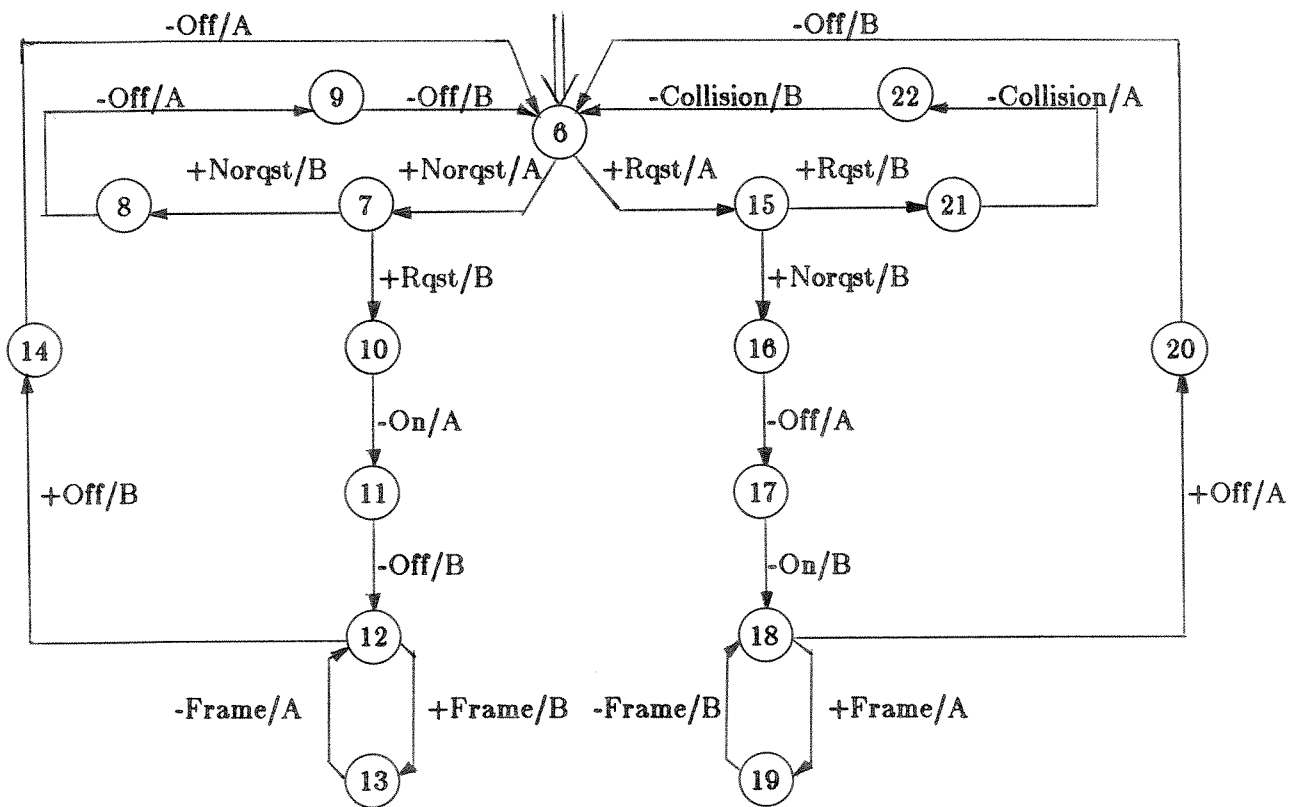 -Off/A
-Off/B
-Off/A
9
-Off/B
-Collision/B
22
-Collision/A
6
+Norqst/B
+Norqst/A
+Rqst/A
+Rqst/B
8
7
15
21
+Rqst/B
+Norqst/B
14
10
16
20
-On/A
-Off/A
11
17
+Off/B
+Off/A
-Off/B
-On/B
12
18
-Frame/A
+Frame/B
-Frame/B
+Frame/A
13
19